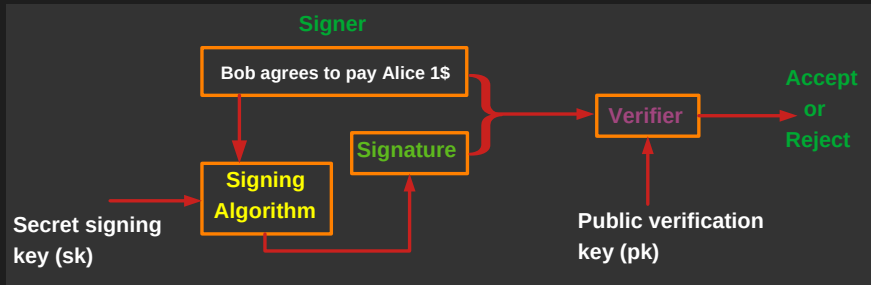 Signer
Bob agrees to pay Alice 1$
Accept
or
Reject
Verifier
Signature
Signing
Algorithm
Secret signing
key (sk)
Public verification
key (pk)